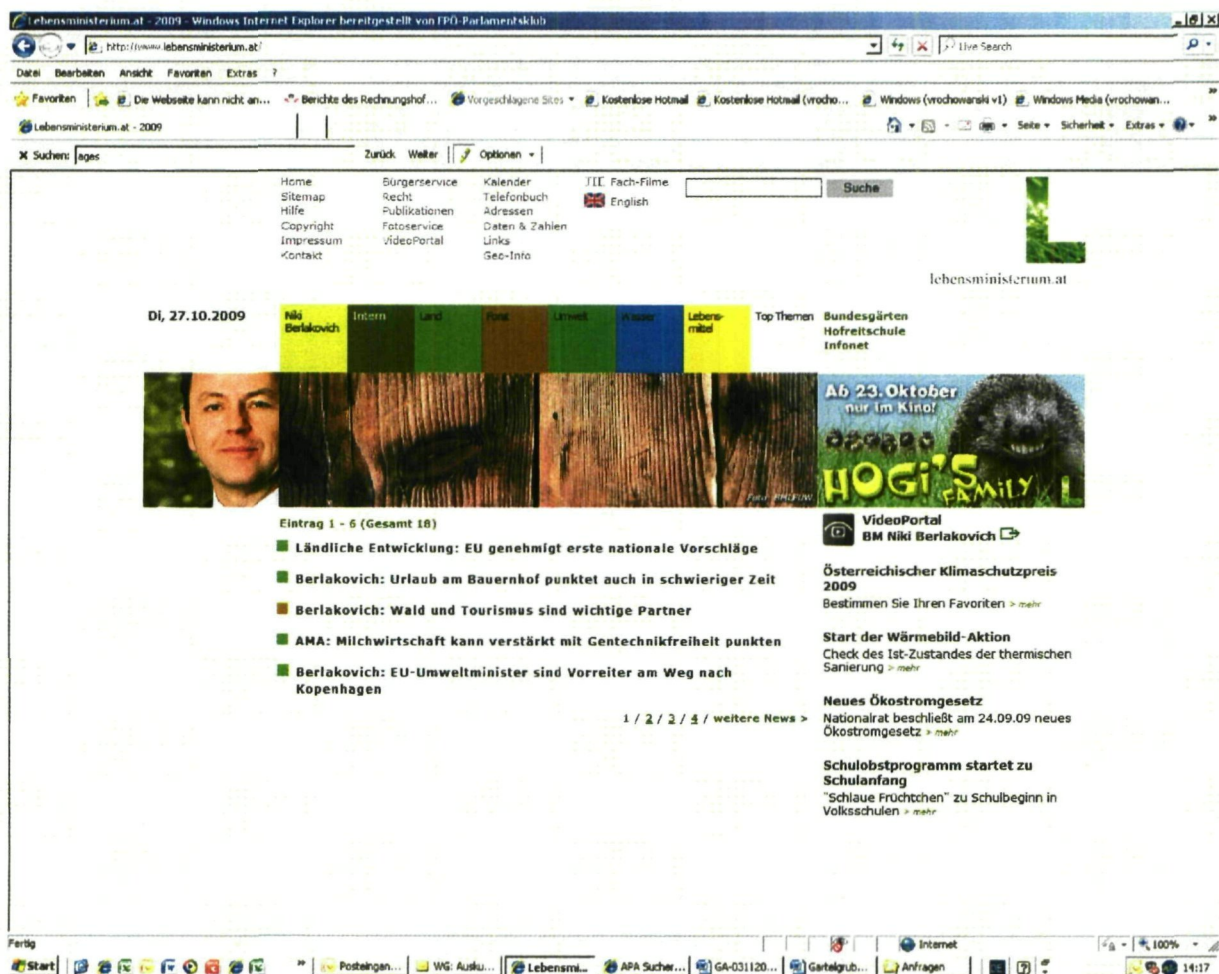 Lebensministerium.at - 2009 - Windows Internet Explorer bereitgestellt von FPÖ-Parlamentsklub
http://www.lebensministerium.at/
Live Search
Datei Bearbeiten Ansicht Favoriten Extras ?
Favoriten Die Webseite kann nicht an... Berichte des Rechnungshof... Vorgeschlagene Sites Kostenlose Hotmail Kostenlose Hotmail (vrocho... Windows (vrochowanski v1) Windows Media (vrochowan...
Lebensministerium.at - 2009
Seite Sicherheit Extras
Suchen: ages Zurück Weiter Optionen
Home Bürgerservice Kalender Fach-Filme Suche
Sitemap Recht Telefonbuch English
Hilfe Publikationen Adressen
Copyright Fotoservice Daten & Zahlen
Impressum VideoPortal Links
Kontakt Geo-Info
lebensministerium.at
Di, 27.10.2009
Niki Berlakovich
Intern
Land
Forst
Umwelt
Wasser
Lebens-
mittel
Top Themen
Bundesgärten
Hofreitschule
Infonet
Ab 23. Oktober
nur im Kino!
HOGI'S
FAMILY
Foto: BMLFUW
Eintrag 1 - 6 (Gesamt 18)
Ländliche Entwicklung: EU genehmigt erste nationale Vorschläge
Berlakovich: Urlaub am Bauernhof punktet auch in schwieriger Zeit
Berlakovich: Wald und Tourismus sind wichtige Partner
AMA: Milchwirtschaft kann verstärkt mit Gentechnikfreiheit punkten
Berlakovich: EU-Umweltminister sind Vorreiter am Weg nach
Kopenhagen
1 / 2 / 3 / 4 / weitere News >
VideoPortal
BM Niki Berlakovich
Österreichischer Klimaschutzpreis
2009
Bestimmen Sie Ihren Favoriten > mehr
Start der Wärmebild-Aktion
Check des Ist-Zustandes der thermischen
Sanierung > mehr
Neues Ökostromgesetz
Nationalrat beschließt am 24.09.09 neues
Ökostromgesetz > mehr
Schulobstprogramm startet zu
Schulanfang
"Schlaue Früchtchen" zu Schulbeginn in
Volksschulen > mehr
Fertig Internet 100%
Start Posteingan... WG: Ausku... Lebensmi... APA Sucher... GA-031120... Gartelgrub... Anfragen 14:17